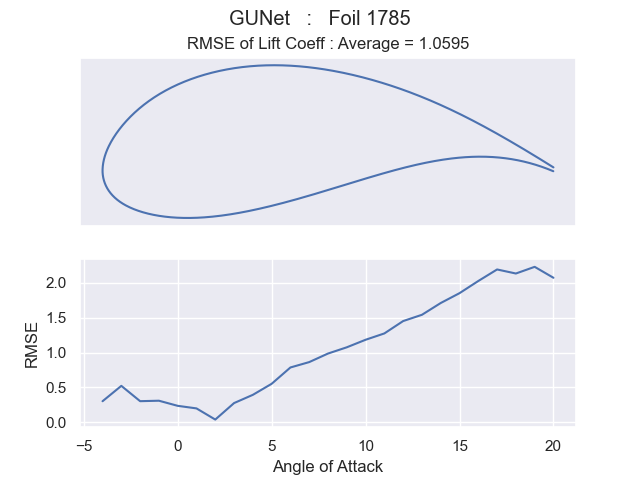 GUNet : Foil 1785
RMSE of Lift Coeff : Average = 1.0595
2.0
1.5
1.0
0.5
0.0
RMSE
−5 0 5 10 15 20
Angle of Attack